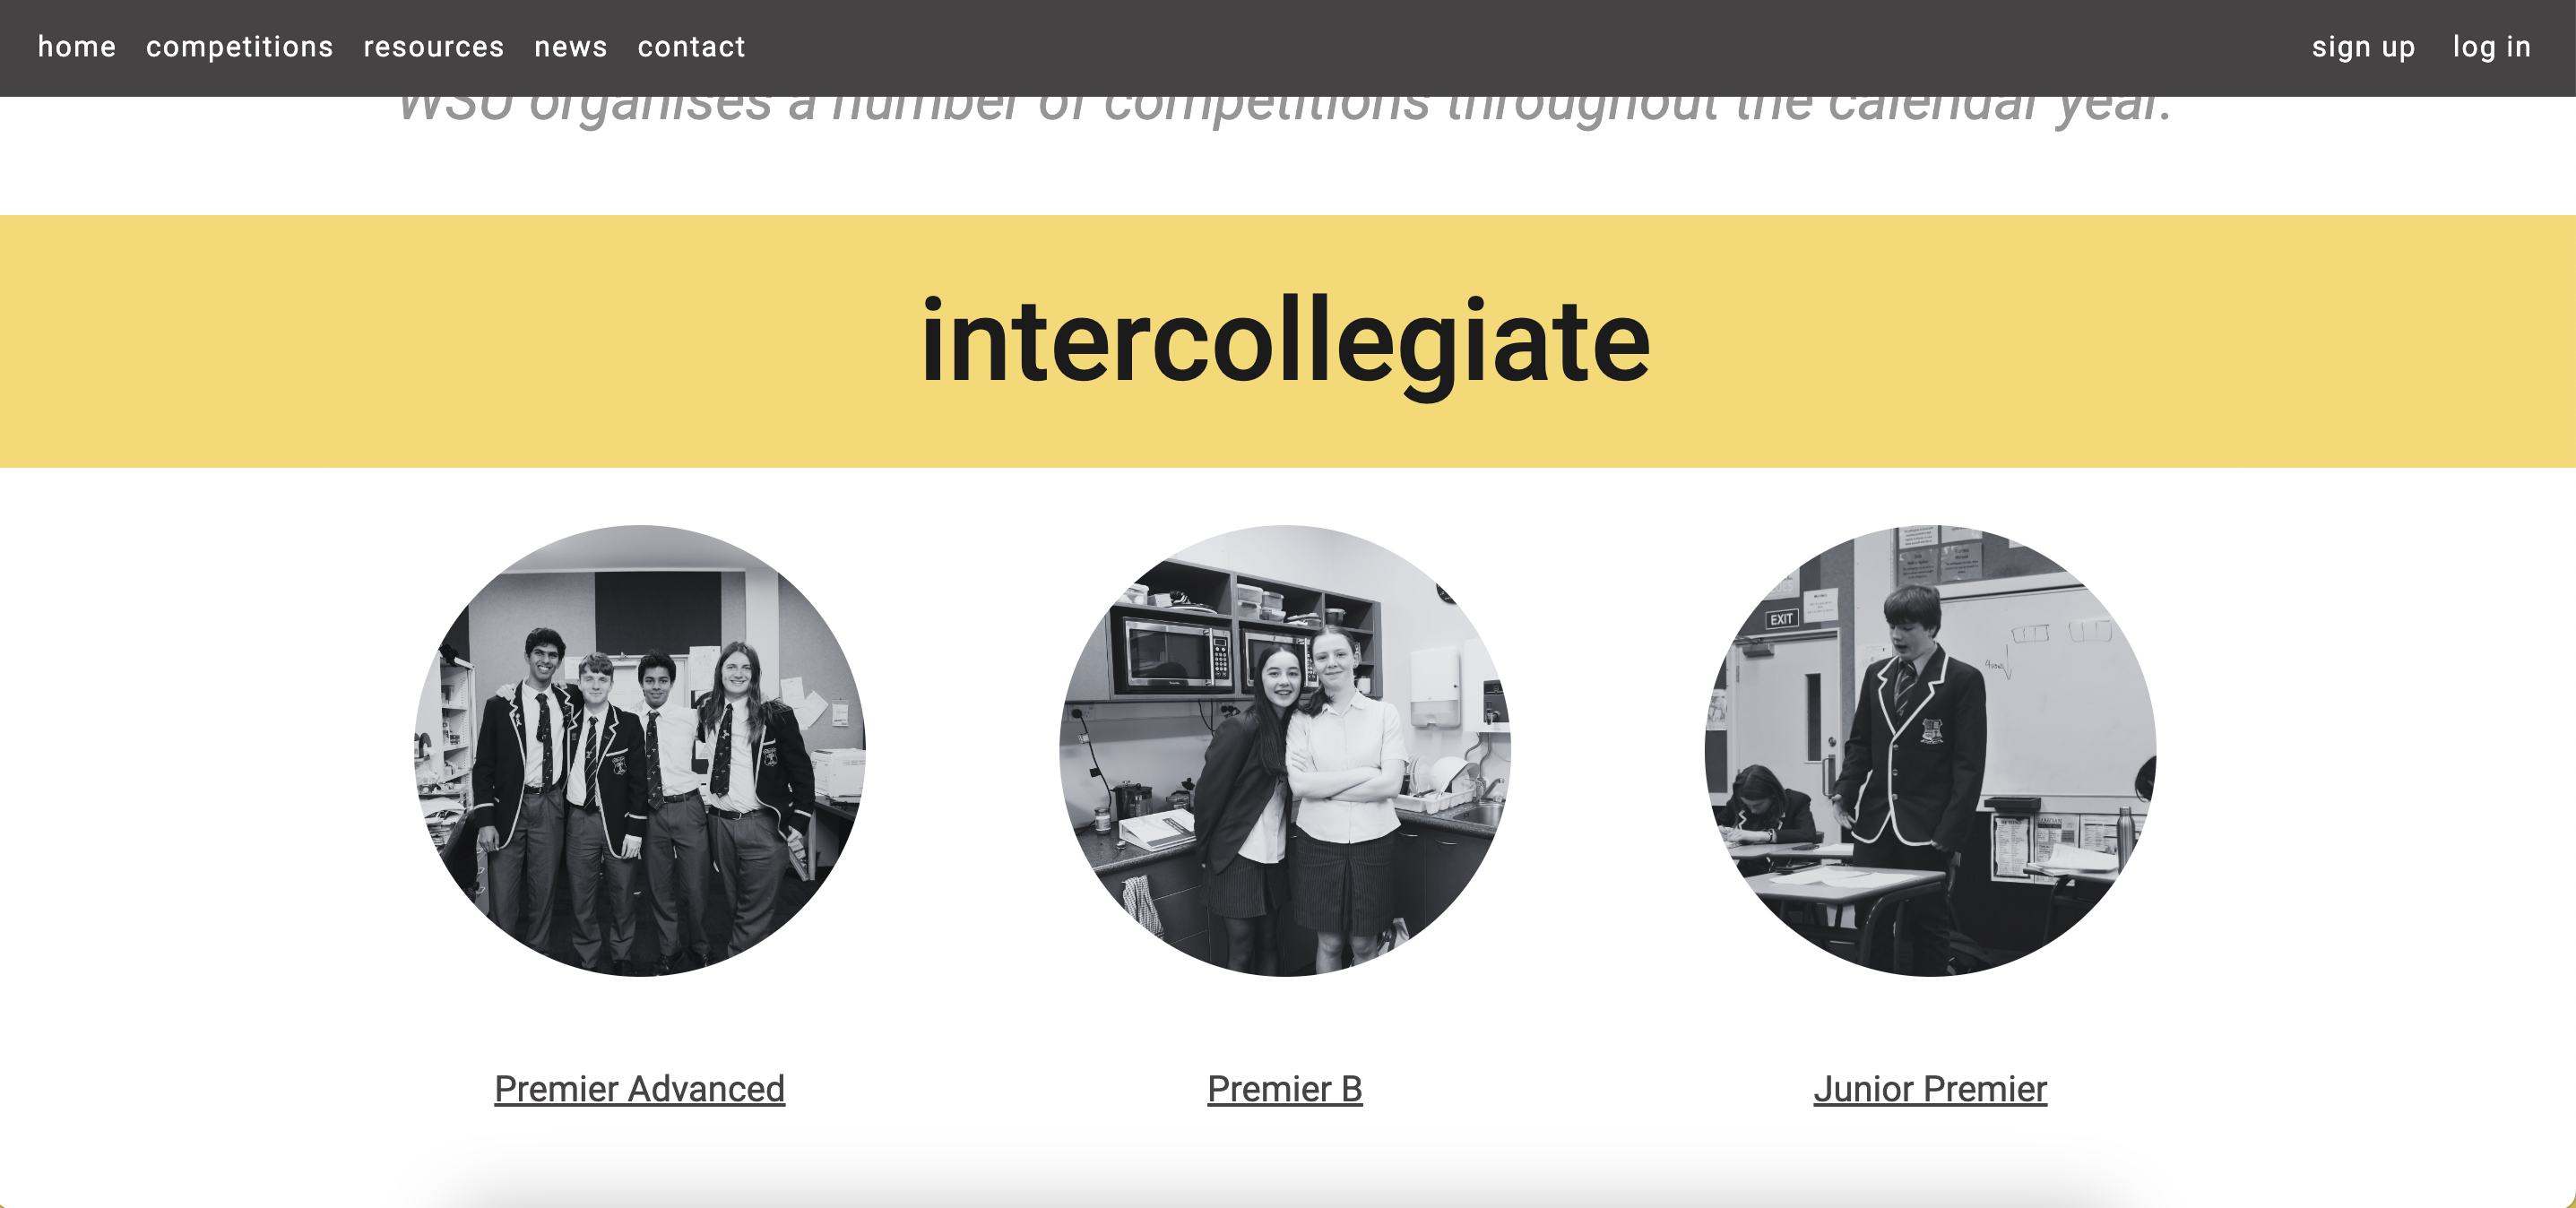 home competitions resources news contact sign up log in
WSU organises a number of competitions throughout the calendar year.
intercollegiate
EXIT
Premier Advanced
Premier B
Junior Premier